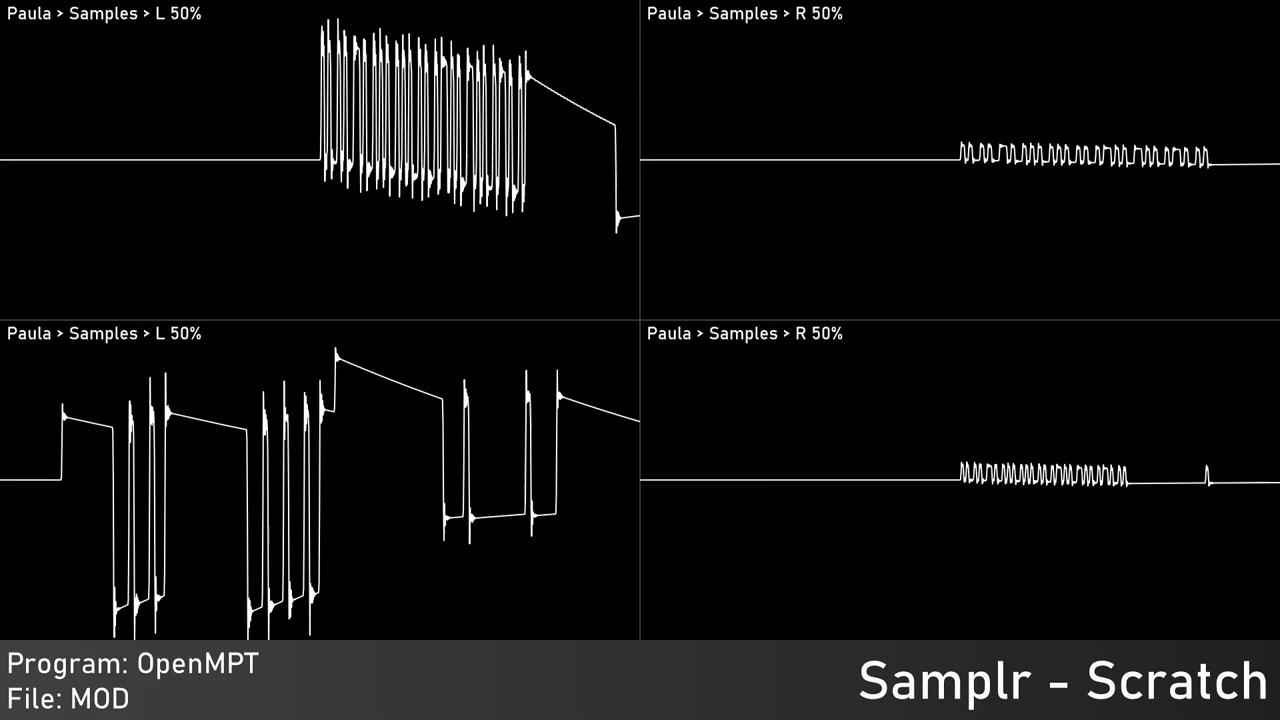 Paula > Samples > L 50%
Paula > Samples > R 50%
Paula > Samples > L 50%
Paula > Samples > R 50%
Program: OpenMPT
File: MOD
Samplr - Scratch